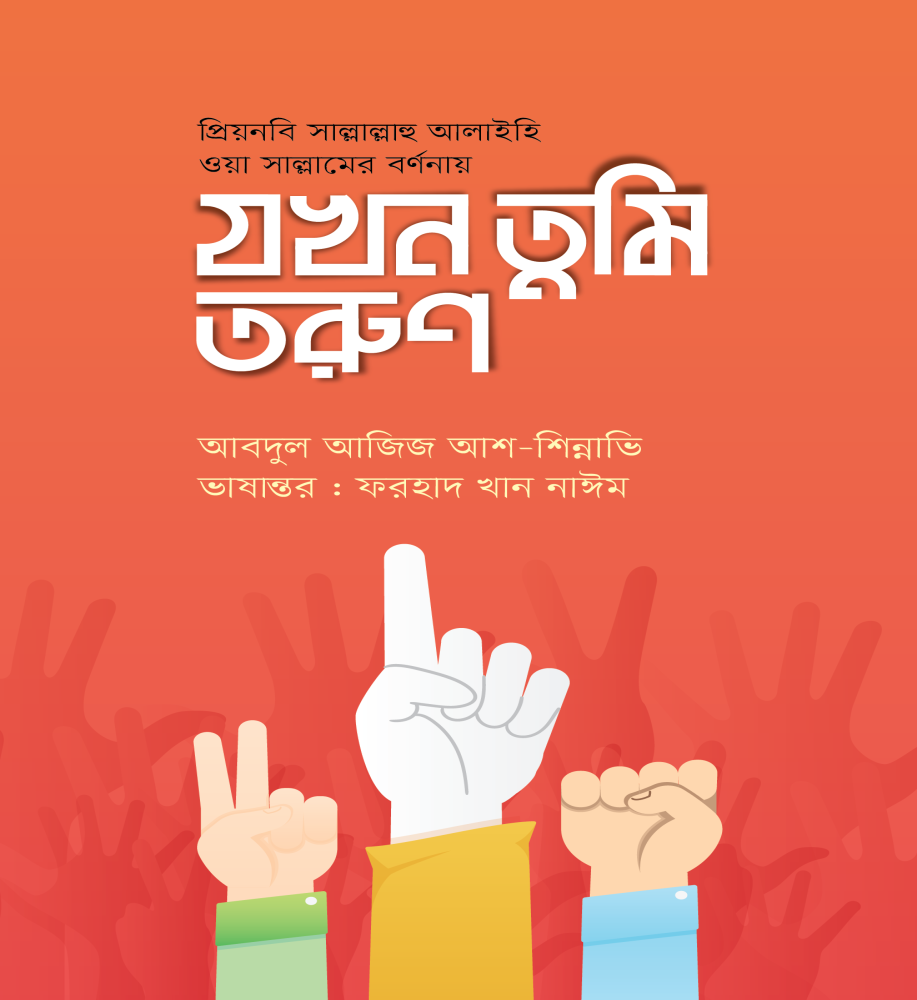 প্রিয়নবি সাল্লাল্লাহু আলাইহি
ওয়া সাল্লামের বর্ণনায়
যখন তুমি
তরুণ
আবদুল আজিজ আশ-শিন্নাভি
ভাষান্তর : ফরহাদ খান নাঈম